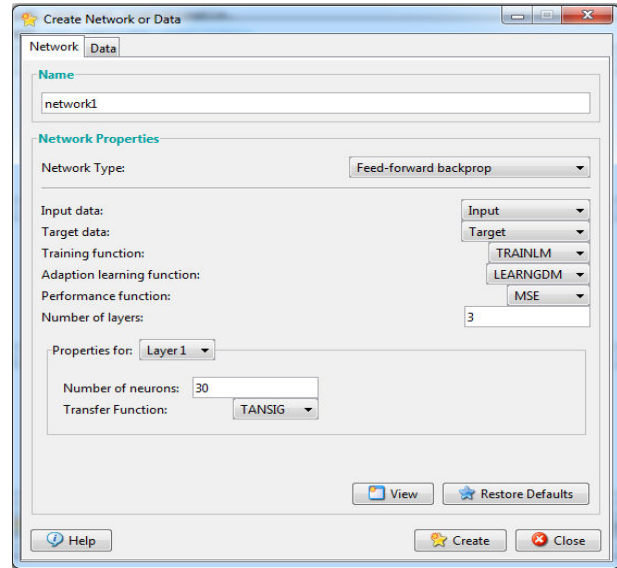 Create Network or Data
Network Data
Name
network1
Network Properties
Network Type: Feed-forward backprop
Input data: Input
Target data: Target
Training function: TRAINLM
Adaption learning function: LEARNGDM
Performance function: MSE
Number of layers: 3
Properties for: Layer1
Number of neurons: 30
Transfer Function: TANSIG
View Restore Defaults
Help Create Close